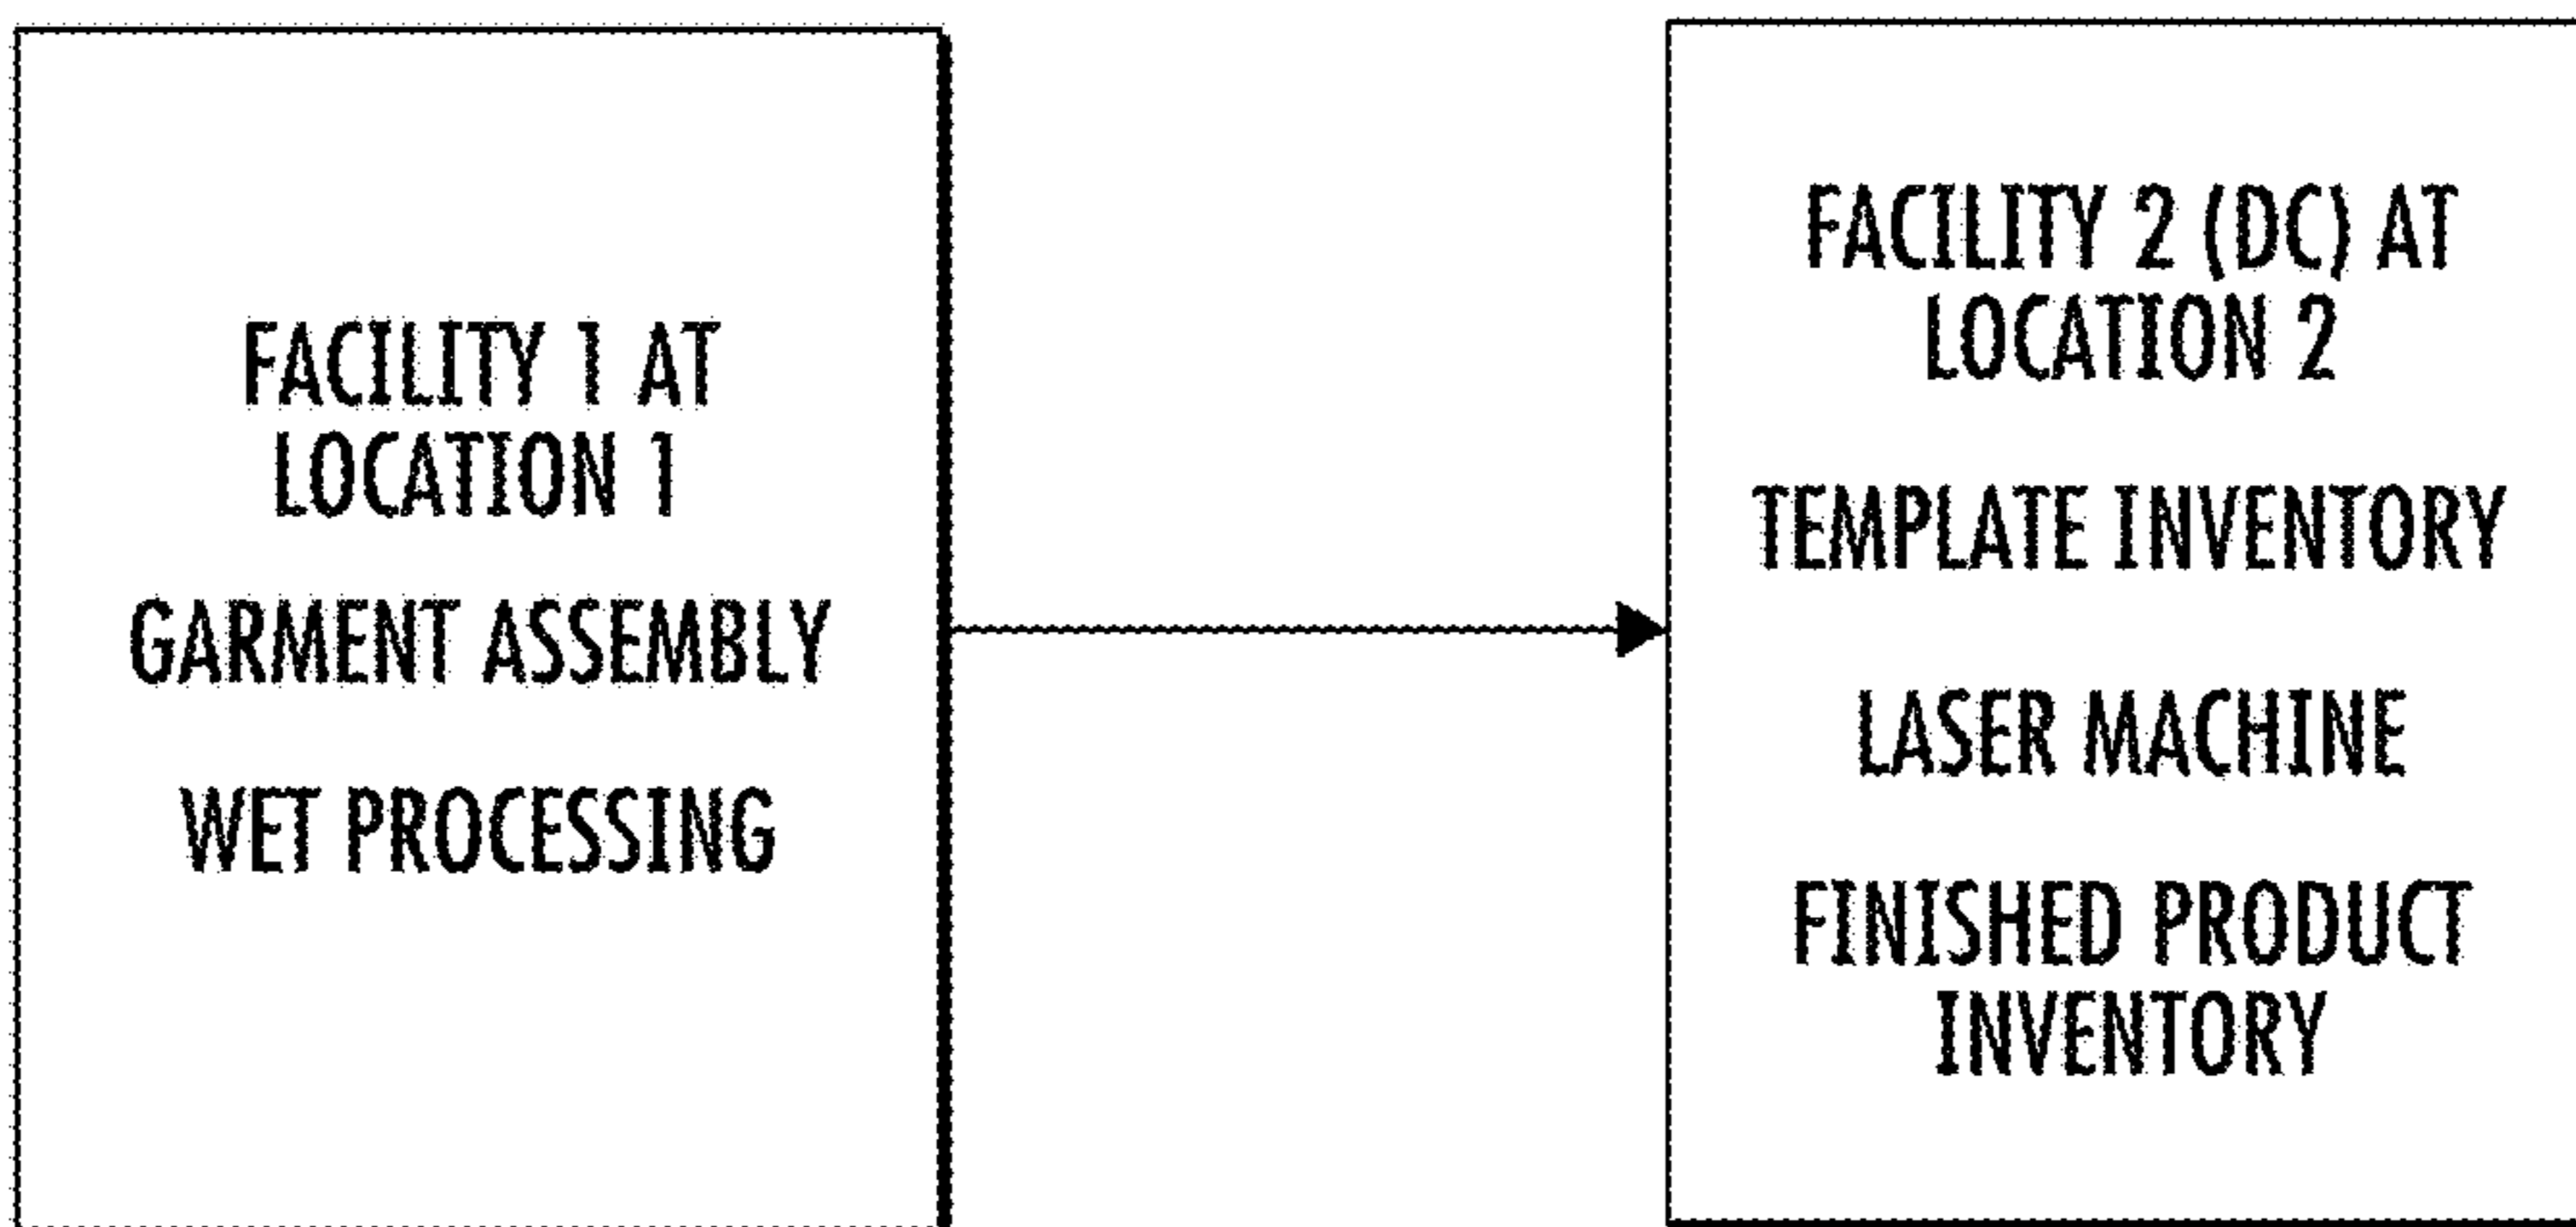 FACILITY 1 AT
LOCATION 1
GARMENT ASSEMBLY
WET PROCESSING
FACILITY 2 (DC) AT
LOCATION 2
TEMPLATE INVENTORY
LASER MACHINE
FINISHED PRODUCT
INVENTORY